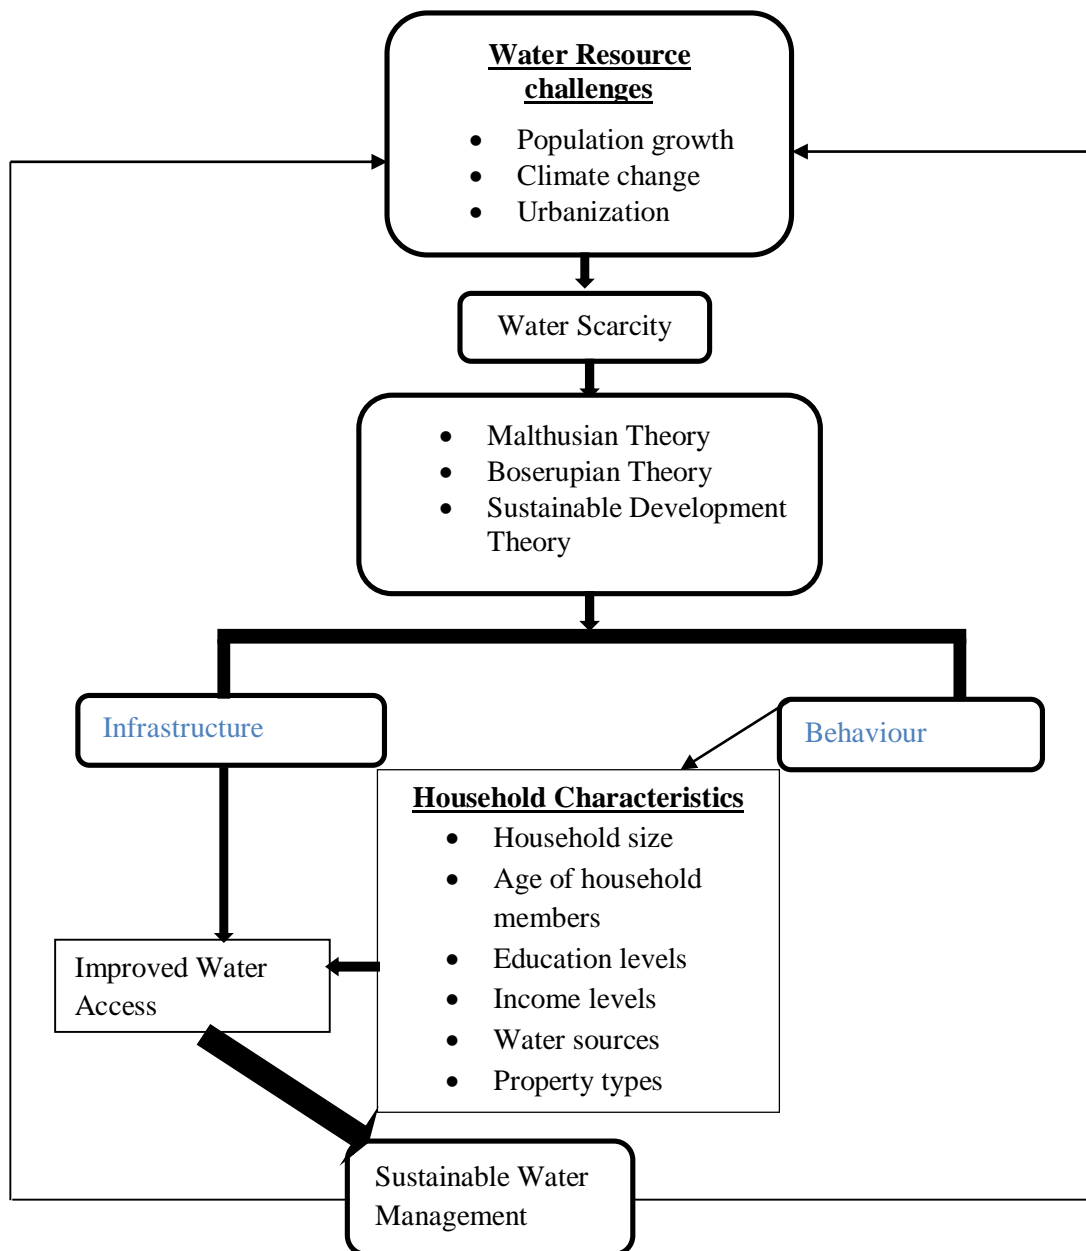 Water Resource
challenges
• Population growth
• Climate change
• Urbanization
Water Scarcity
• Malthusian Theory
• Boserupian Theory
• Sustainable Development
Theory
Infrastructure
Behaviour
Household Characteristics
• Household size
• Age of household
members
• Education levels
• Income levels
• Water sources
• Property types
Improved Water
Access
Sustainable Water
Management